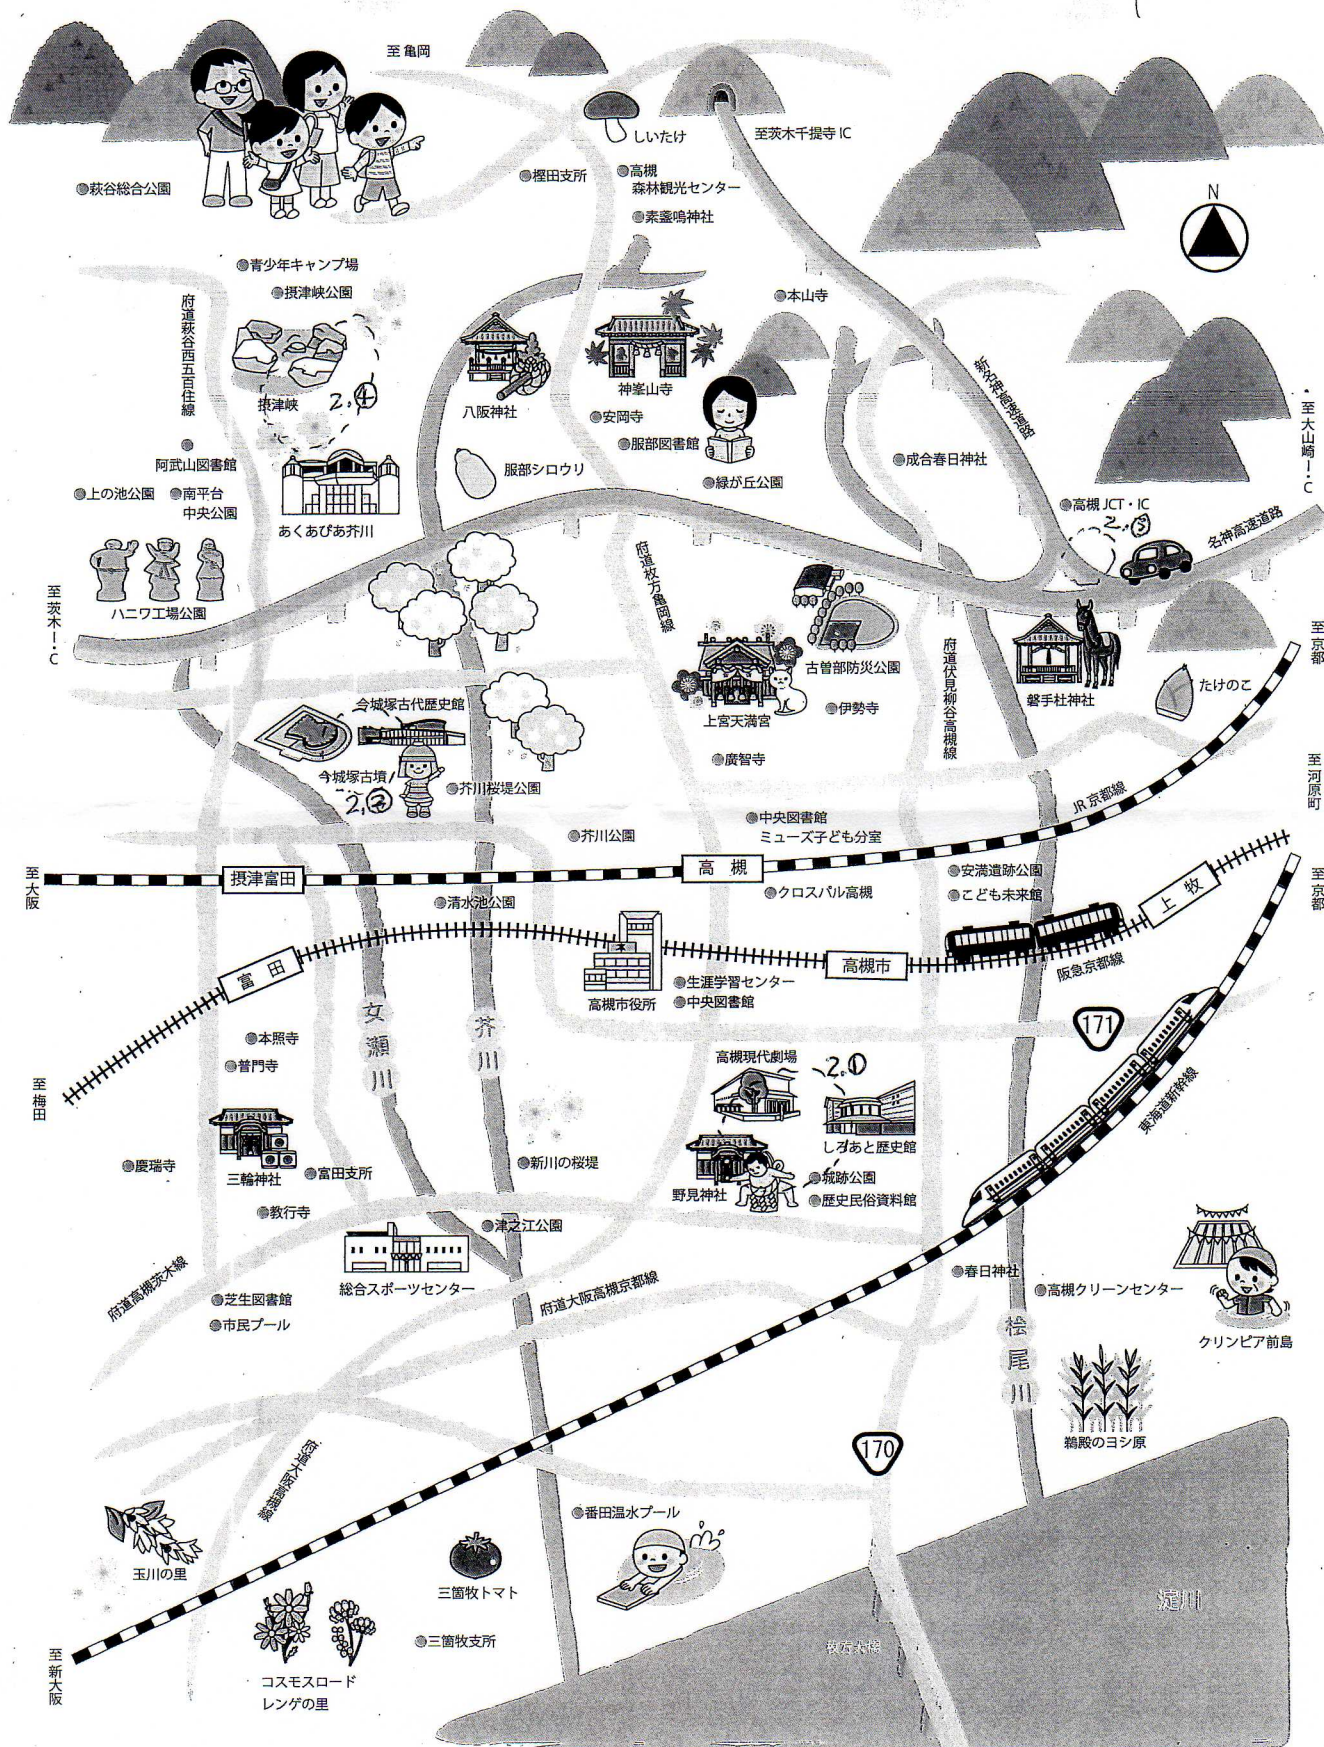 至 亀岡
しいたけ
至茨木千提寺 IC
萩谷総合公園
樫田支所
高槻
森林観光センター
素盞嗚神社
N
青少年キャンプ場
摂津峡公園
本山寺
府道萩谷西五百住線
摂津峡
2.④
八阪神社
神峯山寺
新名神高速道路
安岡寺
服部図書館
至大山崎I・C
阿武山図書館
服部シロウリ
成合春日神社
上の池公園
南平台
中央公園
緑が丘公園
高槻 JCT・IC
あくあぴあ芥川
名神高速道路
ハニワ工場公園
府道枚方亀岡線
至茨木I・C
古曽部防災公園
府道伏見柳谷高槻線
至京都
磐手杜神社
たけのこ
今城塚古代歴史館
上宮天満宮
伊勢寺
廣智寺
今城塚古墳
芥川桜堤公園
至河原町
JR 京都線
中央図書館
ミューズ子ども分室
芥川公園
至大阪
摂津富田
高槻
安満遺跡公園
クロスパル高槻
こども未来館
至京都
清水池公園
上牧
富田
高槻市
阪急京都線
生涯学習センター
高槻市役所
中央図書館
女瀬川
芥川
171
本照寺
普門寺
高槻現代劇場
2.①
至梅田
東海道新幹線
しろあと歴史館
慶瑞寺
三輪神社
富田支所
新川の桜堤
野見神社
城跡公園
歴史民俗資料館
教行寺
津之江公園
府道高槻茨木線
総合スポーツセンター
府道大阪高槻京都線
春日神社
高槻クリーンセンター
芝生図書館
市民プール
クリンピア前島
桧尾川
鵜殿のヨシ原
170
府道大阪高槻線
番田温水プール
玉川の里
三箇牧トマト
淀川
三箇牧支所
枚方大橋
至新大阪
コスモスロード
レンゲの里